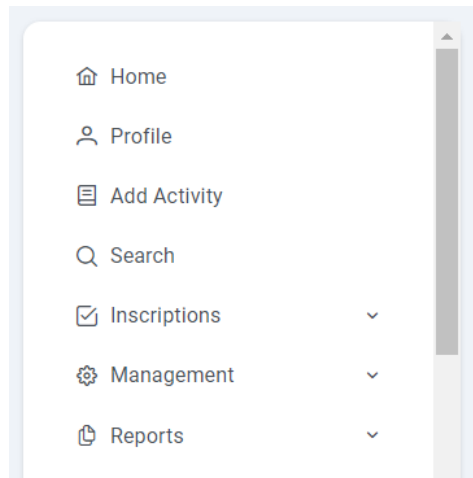 Home
Profile
Add Activity
Search
Inscriptions
Management
Reports